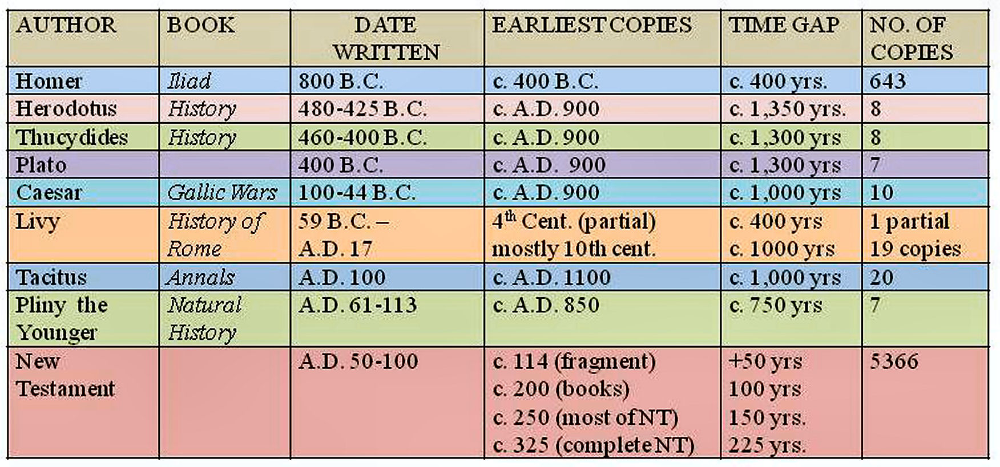 AUTHOR BOOK DATE WRITTEN EARLIEST COPIES TIME GAP NO. OF COPIES
Homer Iliad 800 B.C. c. 400 B.C. c. 400 yrs. 643
Herodotus History 480-425 B.C. c. A.D. 900 c. 1,350 yrs. 8
Thucydides History 460-400 B.C. c. A.D. 900 c. 1,300 yrs 8
Plato 400 B.C. c. A.D. 900 c. 1,300 yrs 7
Caesar Gallic Wars 100-44 B.C. c. A.D. 900 c. 1,000 yrs 10
Livy History of 59 B.C. – 4th Cent. (partial) c. 400 yrs 1 partial
Rome A.D. 17 mostly 10th cent. c. 1000 yrs 19 copies
Tacitus Annals A.D. 100 c. A.D. 1100 c. 1,000 yrs 20
Pliny the Natural A.D. 61-113 c. A.D. 850 c. 750 yrs 7
Younger History
New A.D. 50-100 c. 114 (fragment) +50 yrs 5366
Testament c. 200 (books) 100 yrs
c. 250 (most of NT) 150 yrs.
c. 325 (complete NT) 225 yrs.